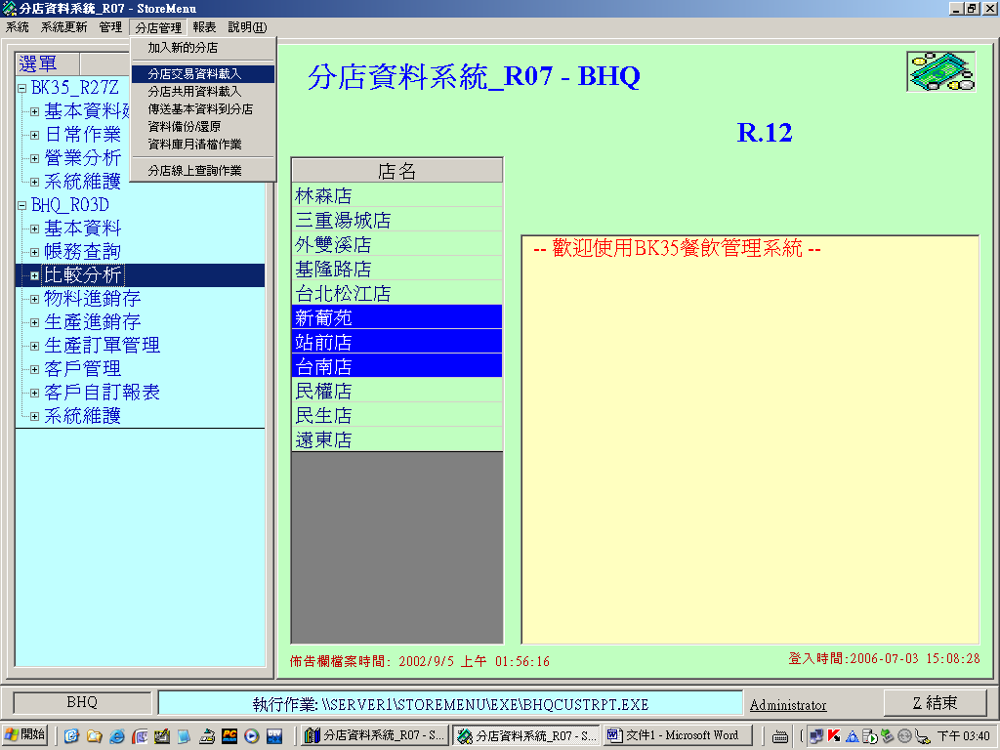 分店資料系統_R07 - StoreMenu
系統 系統更新 管理 分店管理 報表 說明(H)
加入新的分店
分店交易資料載入
分店共用資料載入
傳送基本資料到分店
資料備份/還原
資料庫月清檔作業
分店線上查詢作業
選單
BK35_R27Z
基本資料
日常作業
營業分析
系統維護
BHQ_R03D
基本資料
帳務查詢
比較分析
物料進銷存
生產進銷存
生產訂單管理
客戶管理
客戶自訂報表
系統維護
分店資料系統_R07 - BHQ
R.12
店名
林森店
三重湯城店
外雙溪店
基隆路店
台北松江店
新葡苑
站前店
台南店
民權店
民生店
遠東店
-- 歡迎使用BK35餐飲管理系統 --
佈告欄檔案時間: 2002/9/5 上午 01:56:16
登入時間:2006-07-03 15:08:28
BHQ
執行作業: \\SERVER1\STOREMENU\EXE\BHQCUSTRPT.EXE
Administrator
Z 結束
開始
分店資料系統_R07 - S...
分店資料系統_R07 - S...
文件1 - Microsoft Word
下午 03:40